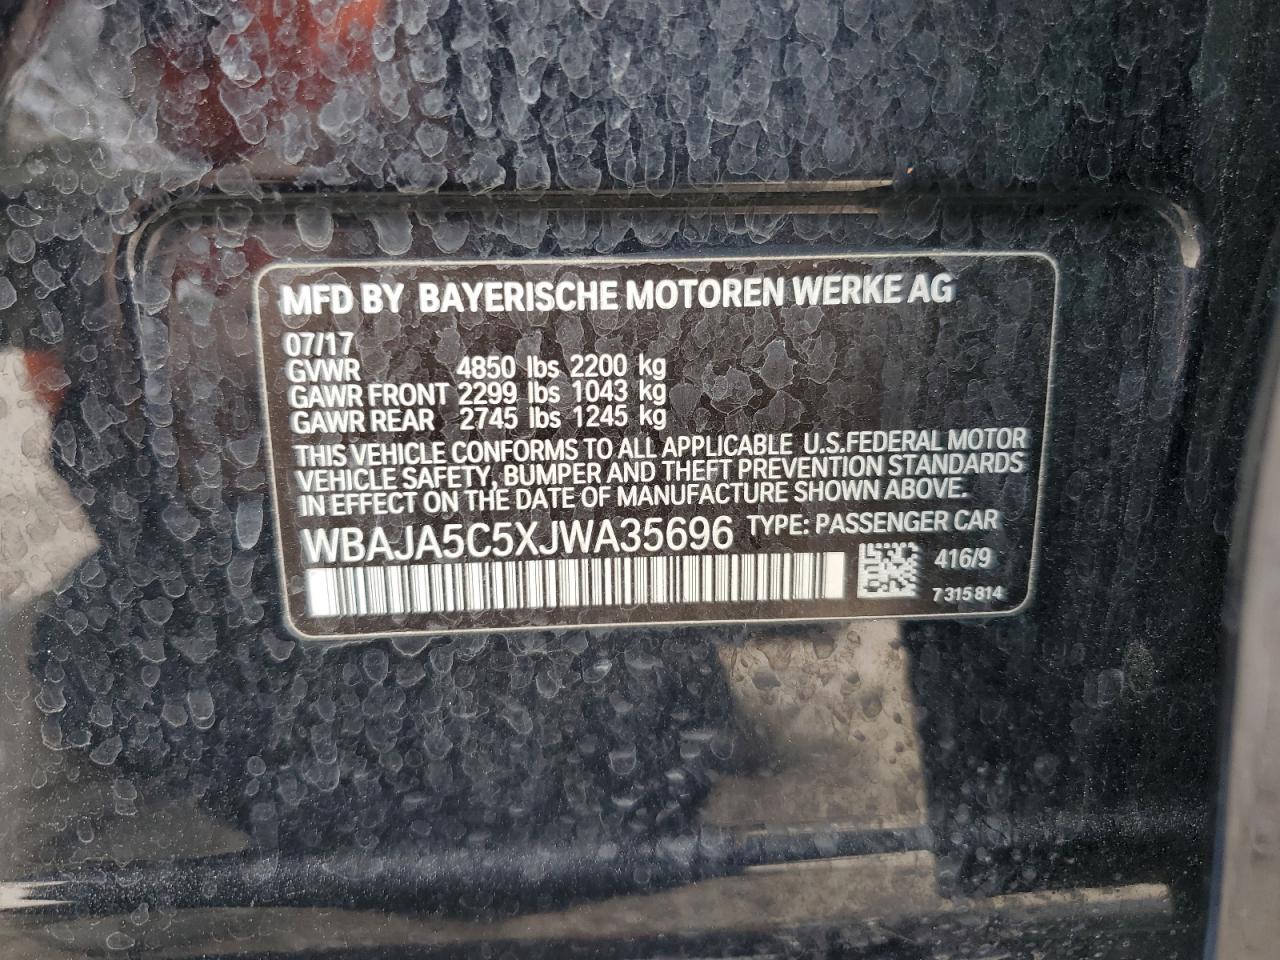 MFD BY BAYERISCHE MOTOREN WERKE AG
07/17
GVWR 4850 lbs 2200 kg
GAWR FRONT 2299 lbs 1043 kg
GAWR REAR 2745 lbs 1245 kg
THIS VEHICLE CONFORMS TO ALL APPLICABLE U.S.FEDERAL MOTOR
VEHICLE SAFETY, BUMPER AND THEFT PREVENTION STANDARDS
IN EFFECT ON THE DATE OF MANUFACTURE SHOWN ABOVE.
WBAJA5C5XJWA35696 TYPE: PASSENGER CAR
416/9
7 315 814